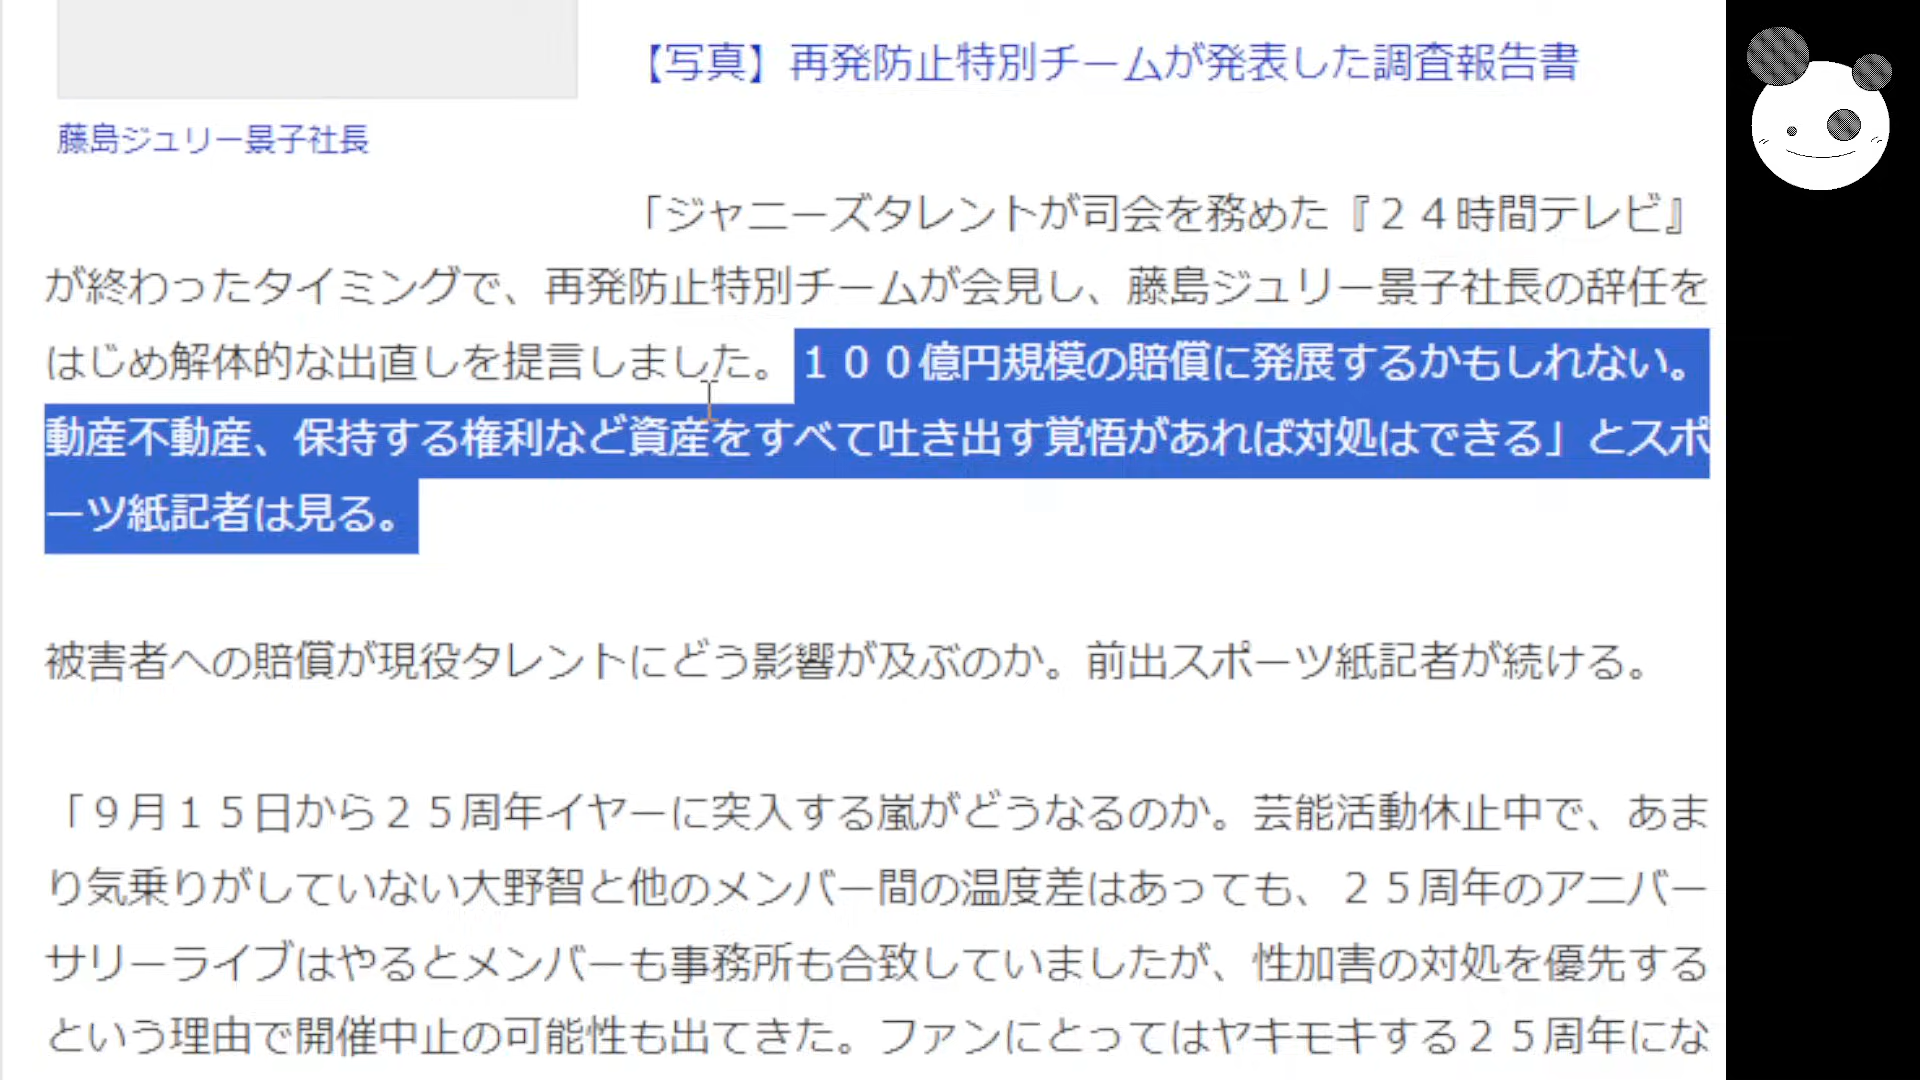 【写真】再発防止特別チームが発表した調査報告書
藤島ジュリー景子社長
「ジャニーズタレントが司会を務めた『２４時間テレビ』
が終わったタイミングで、再発防止特別チームが会見し、藤島ジュリー景子社長の辞任を
はじめ解体的な出直しを提言しました。１００億円規模の賠償に発展するかもしれない。
動産不動産、保持する権利など資産をすべて吐き出す覚悟があれば対処はできる」とスポ
ーツ紙記者は見る。
被害者への賠償が現役タレントにどう影響が及ぶのか。前出スポーツ紙記者が続ける。
「９月１５日から２５周年イヤーに突入する嵐がどうなるのか。芸能活動休止中で、あま
り気乗りがしていない大野智と他のメンバー間の温度差はあっても、２５周年のアニバー
サリーライブはやるとメンバーも事務所も合致していましたが、性加害の対処を優先する
という理由で開催中止の可能性も出てきた。ファンにとってはヤキモキする２５周年にな